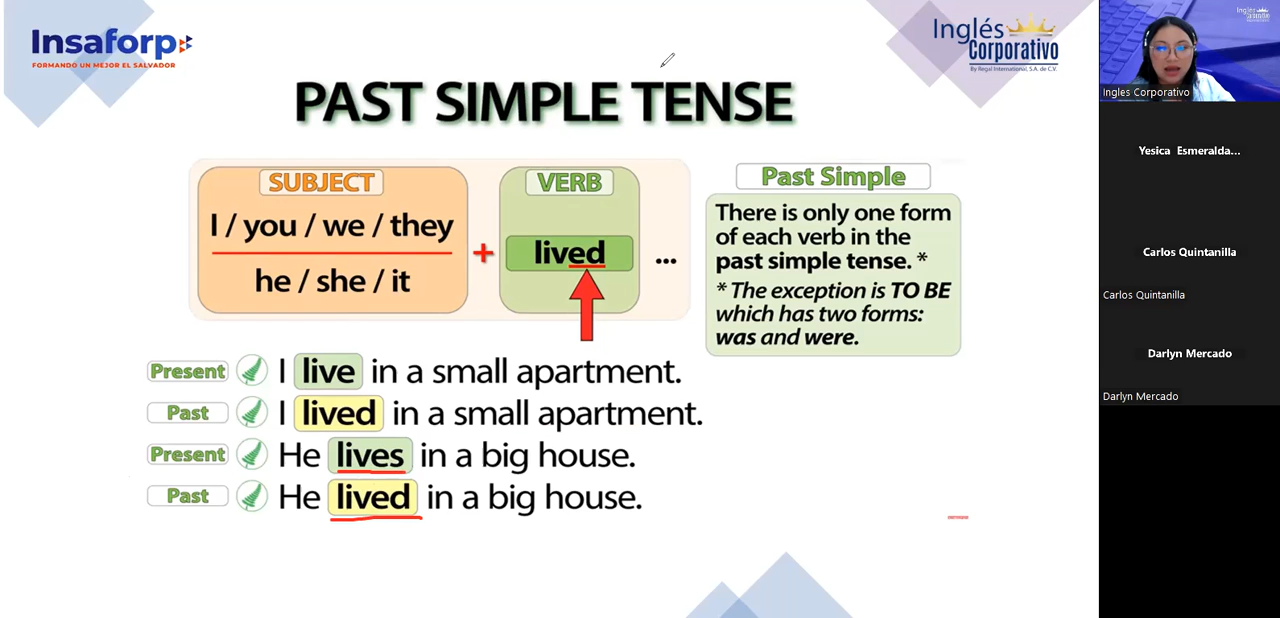 Insaforp
FORMANDO UN MEJOR EL SALVADOR
Inglés
Corporativo
By Regal International, S.A. de C.V.
PAST SIMPLE TENSE
SUBJECT
I / you / we / they
he / she / it
+
VERB
lived
...
Past Simple
There is only one form
of each verb in the
past simple tense. *
* The exception is TO BE
which has two forms:
was and were.
Present I live in a small apartment.
Past I lived in a small apartment.
Present He lives in a big house.
Past He lived in a big house.
Inglés
Ingles Corporativo
Yesica Esmeralda...
Carlos Quintanilla
Carlos Quintanilla
Darlyn Mercado
Darlyn Mercado